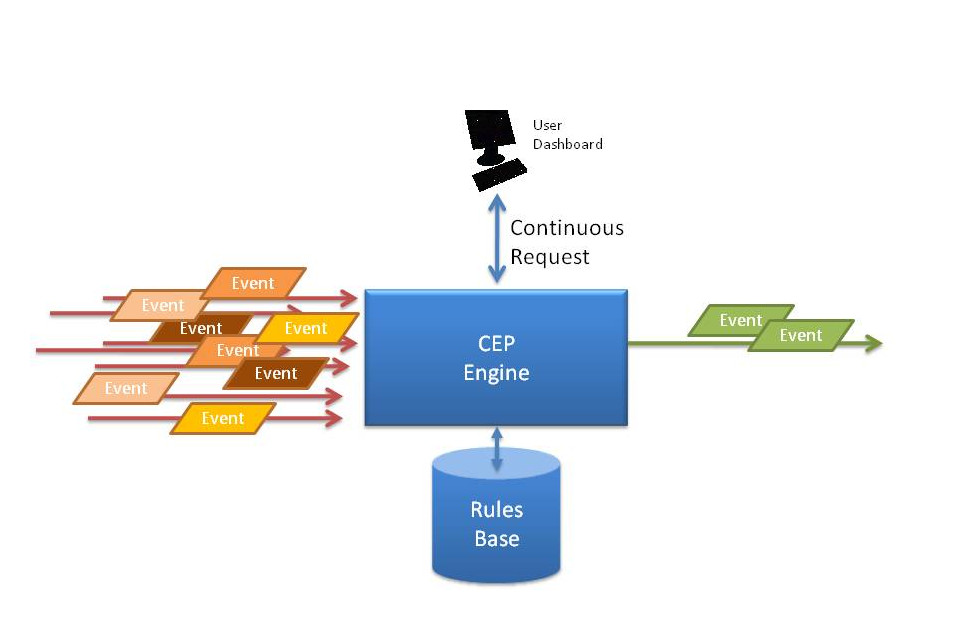 User
Dashboard
Continuous
Request
Event
Event
Event
Event
Event
Event
Event
Event
CEP
Engine
Event
Event
Rules
Base